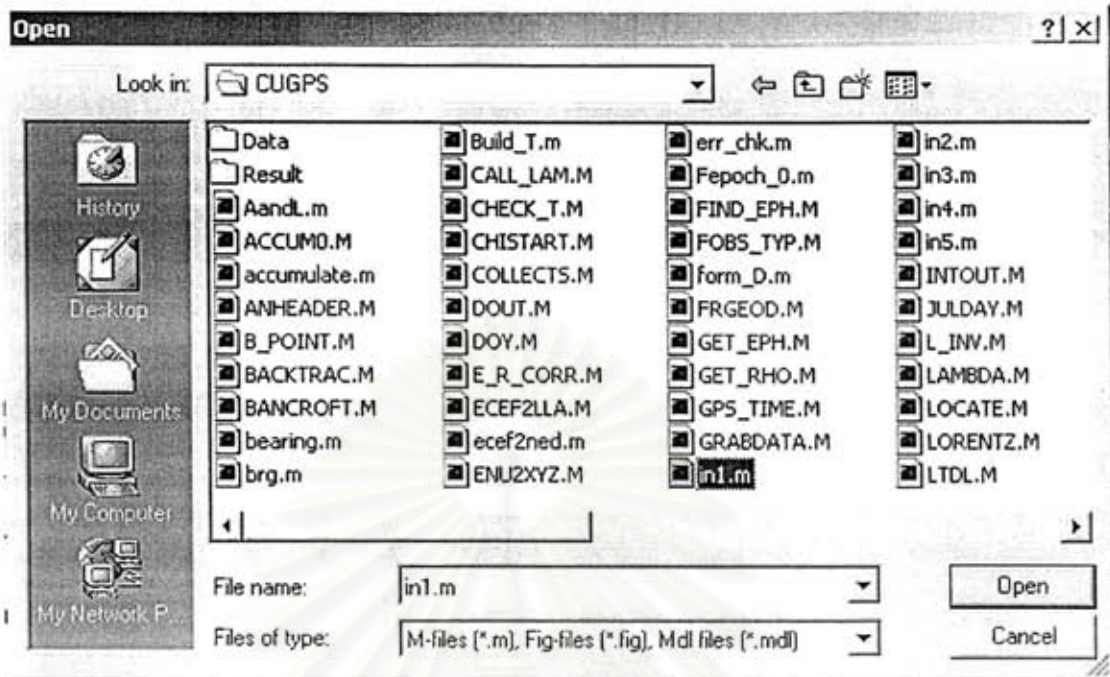 Open
Look in: CUGPS
History
Desktop
My Documents
My Computer
My Network P...
Data
Result
AandL.m
ACCUM0.M
accumulate.m
ANHEADER.M
B_POINT.M
BACKTRAC.M
BANCROFT.M
bearing.m
brg.m
Build_T.m
CALL_LAM.M
CHECK_T.M
CHISTART.M
COLLECTS.M
DOUT.M
DOY.M
E_R_CORR.M
ECEF2LLA.M
ecef2ned.m
ENU2XYZ.M
err_chk.m
Fepoch_0.m
FIND_EPH.M
FOBS_TYP.M
form_D.m
FRGEOD.M
GET_EPH.M
GET_RHO.M
GPS_TIME.M
GRABDATA.M
in1.m
in2.m
in3.m
in4.m
in5.m
INTOUT.M
JULDAY.M
L_INV.M
LAMBDA.M
LOCATE.M
LORENTZ.M
LTDL.M
File name: in1.m
Open
Files of type: M-files (*.m), Fig-files (*.fig), Mdl files (*.mdl)
Cancel